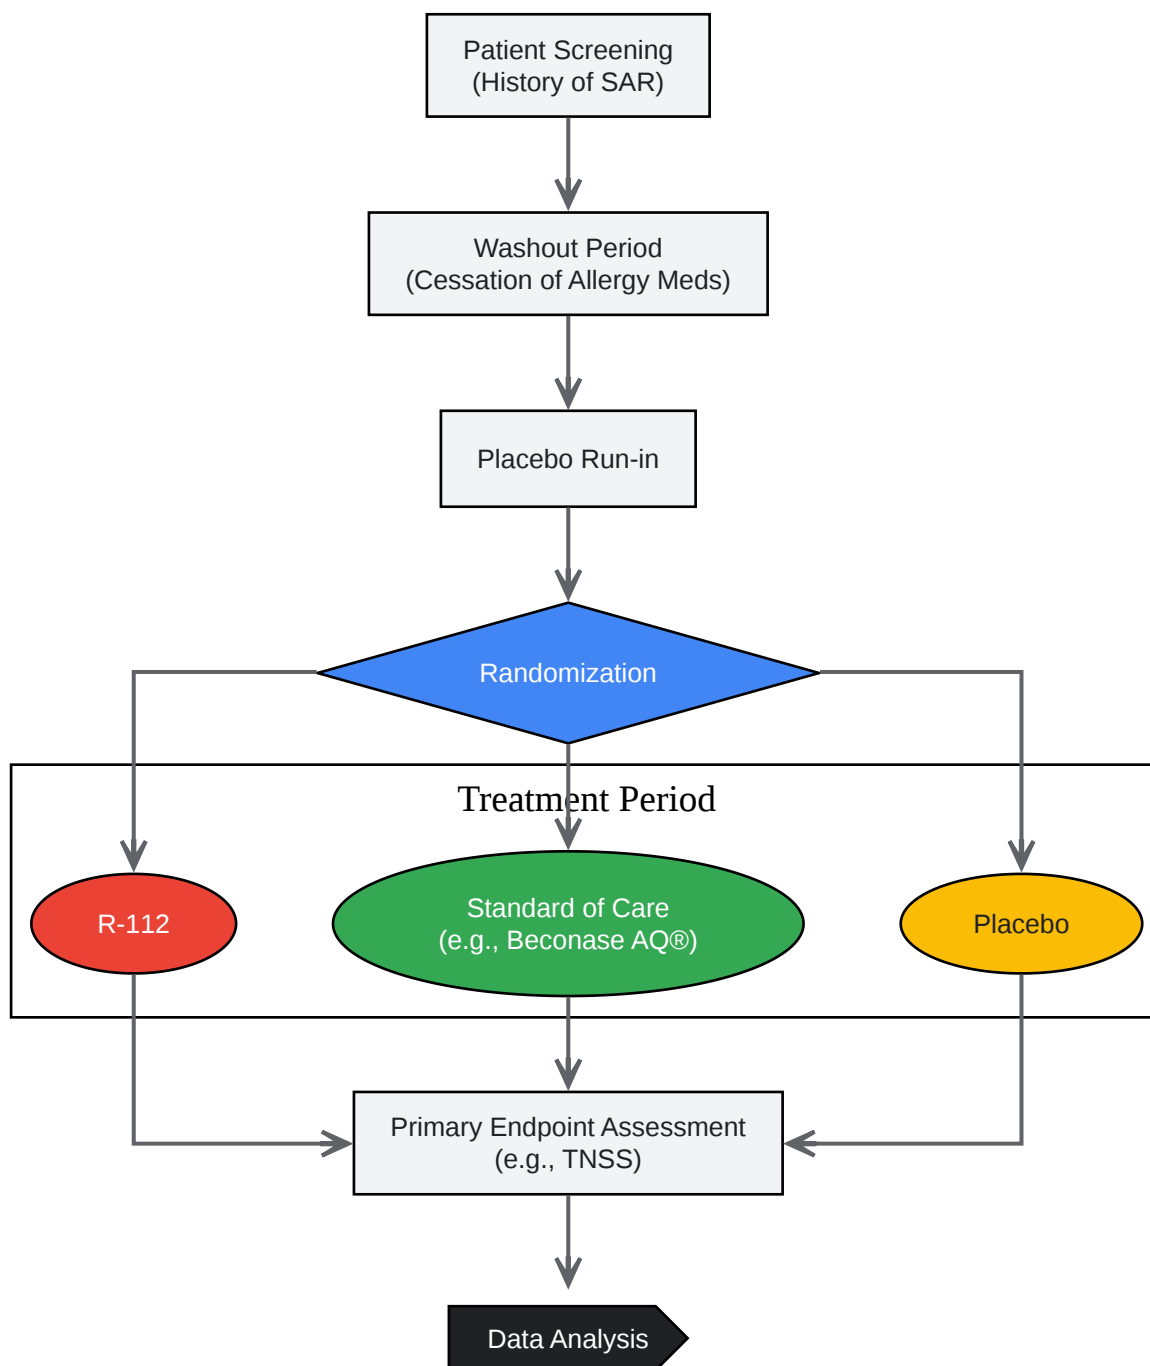 Patient Screening
(History of SAR)
Washout Period
(Cessation of Allergy Meds)
Placebo Run-in
Randomization
Treatment Period
R-112
Standard of Care
(e.g., Beconase AQ®)
Placebo
Primary Endpoint Assessment
(e.g., TNSS)
Data Analysis